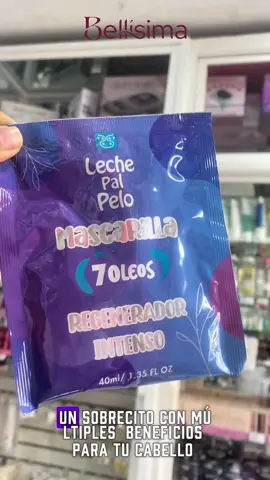 Bellísima
Leche
Pal
Pelo
MASCARILLA
7 OLEOS
REGENERADOR
INTENSO
40ml/1.35 FL OZ
UN SOBRECITO CON MÚ
LTIPLES BENEFICIOS
PARA TU CABELLO